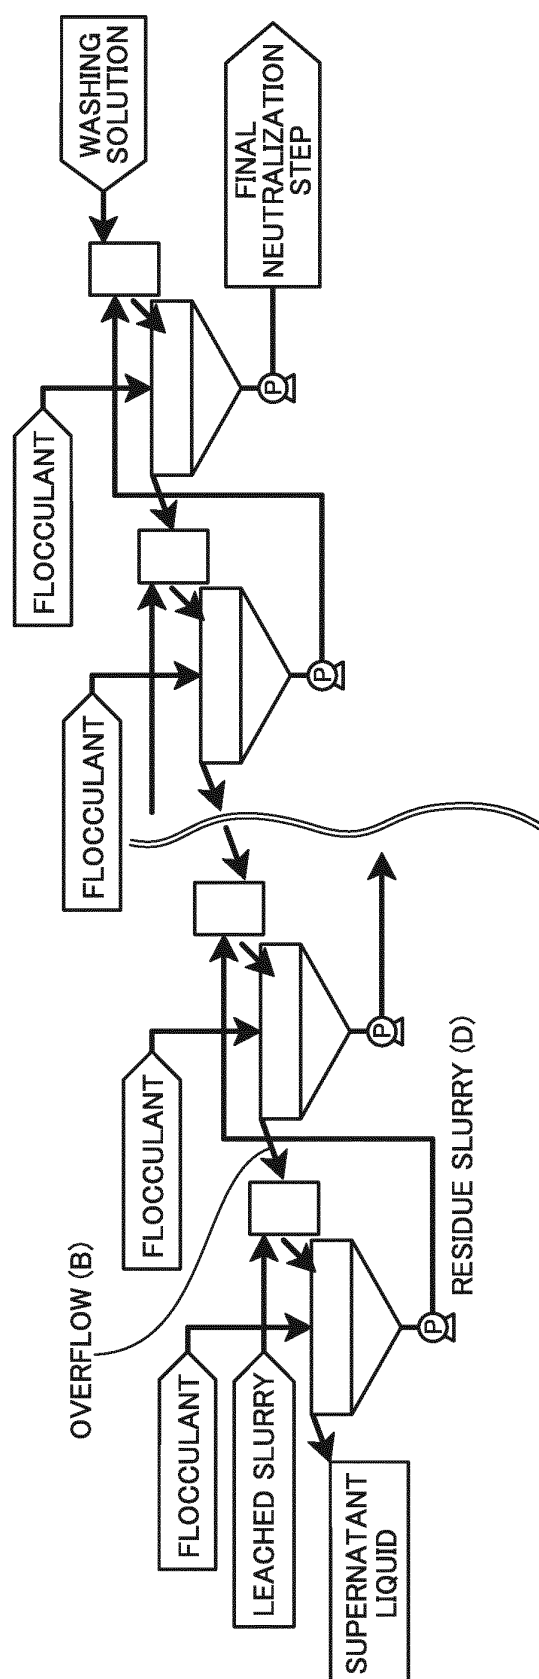 OVERFLOW (B)
FLOCCULANT
LEACHED SLURRY
SUPERNATANT
LIQUID
P
RESIDUE SLURRY (D)
FLOCCULANT
P
FLOCCULANT
P
FLOCCULANT
P
WASHING
SOLUTION
FINAL
NEUTRALIZATION
STEP